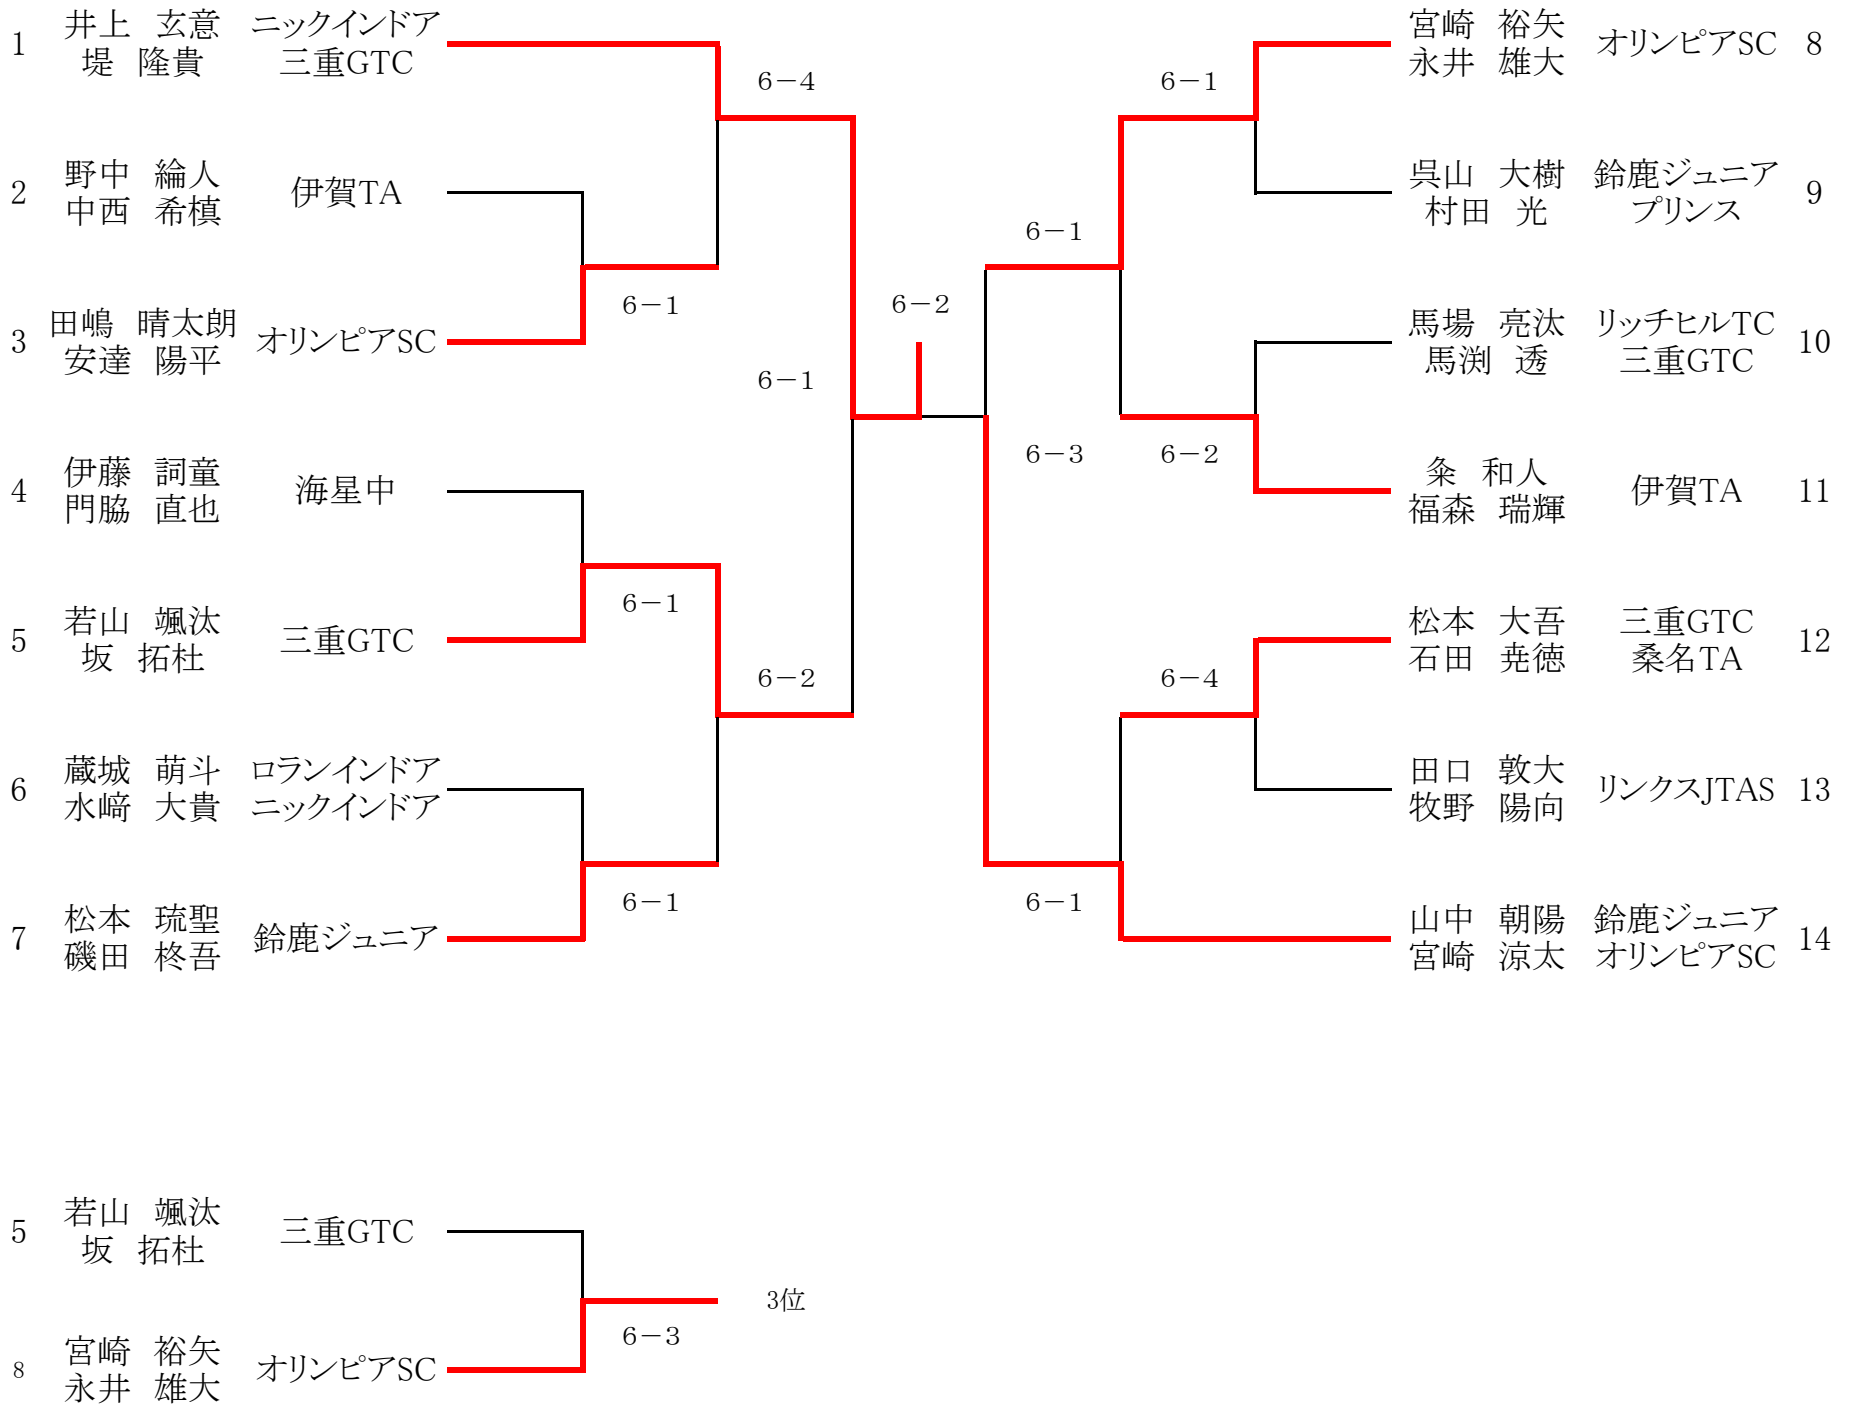 1 井上 玄意 ニックインドア
堤 隆貴 三重GTC
6-4
2 野中 綸人 伊賀TA
中西 希槙
6-1
3 田嶋 晴太朗 オリンピアSC
安達 陽平
6-1
4 伊藤 詞童 海星中
門脇 直也
6-1
5 若山 颯汰 三重GTC
坂 拓杜
6-2
6 蔵城 萌斗 ロランインドア
水﨑 大貴 ニックインドア
6-1
7 松本 琉聖 鈴鹿ジュニア
磯田 柊吾
6-2
宮崎 裕矢 オリンピアSC 8
永井 雄大
6-1
呉山 大樹 鈴鹿ジュニア 9
村田 光 プリンス
6-1
馬場 亮汰 リッチヒルTC 10
馬渕 透 三重GTC
6-3
6-2
粂 和人 伊賀TA 11
福森 瑞輝
松本 大吾 三重GTC 12
石田 尭徳 桑名TA
6-4
田口 敦大 リンクスJTAS 13
牧野 陽向
6-1
山中 朝陽 鈴鹿ジュニア 14
宮崎 涼太 オリンピアSC
5 若山 颯汰 三重GTC
坂 拓杜
3位
6-3
8 宮崎 裕矢 オリンピアSC
永井 雄大